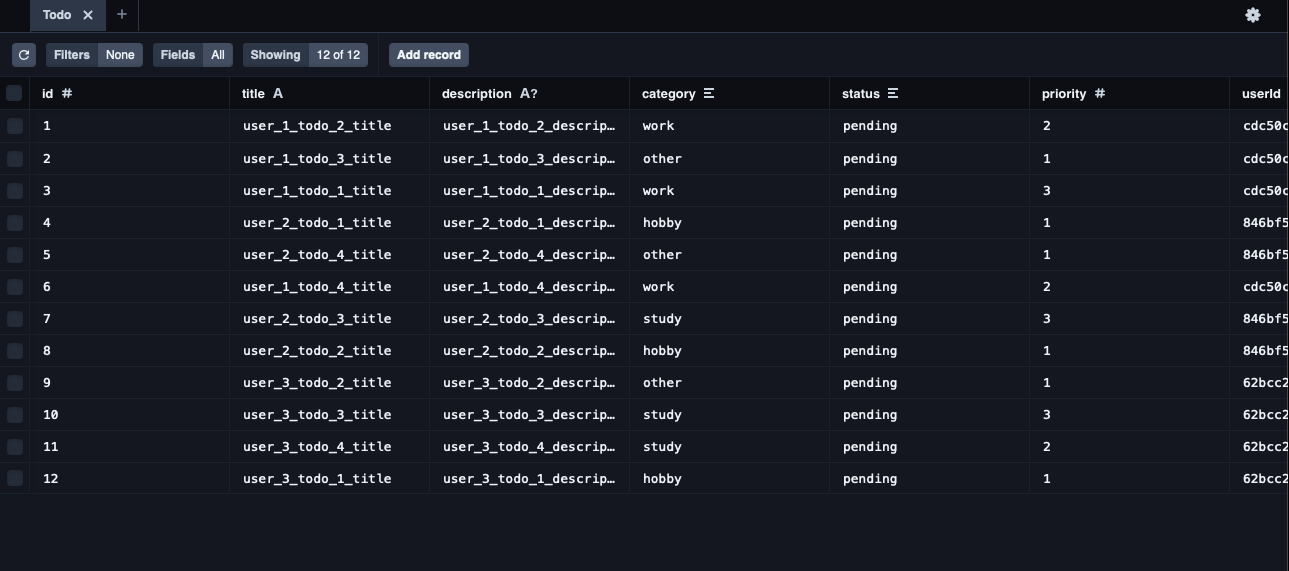 Todo
Filters None Fields All Showing 12 of 12 Add record
id # title A description A? category status priority # userId
1 user_1_todo_2_title user_1_todo_2_descrip… work pending 2 cdc50c
2 user_1_todo_3_title user_1_todo_3_descrip… other pending 1 cdc50c
3 user_1_todo_1_title user_1_todo_1_descrip… work pending 3 cdc50c
4 user_2_todo_1_title user_2_todo_1_descrip… hobby pending 1 846bf5
5 user_2_todo_4_title user_2_todo_4_descrip… other pending 1 846bf5
6 user_1_todo_4_title user_1_todo_4_descrip… work pending 2 cdc50c
7 user_2_todo_3_title user_2_todo_3_descrip… study pending 3 846bf5
8 user_2_todo_2_title user_2_todo_2_descrip… hobby pending 1 846bf5
9 user_3_todo_2_title user_3_todo_2_descrip… other pending 1 62bcc2
10 user_3_todo_3_title user_3_todo_3_descrip… study pending 3 62bcc2
11 user_3_todo_4_title user_3_todo_4_descrip… study pending 2 62bcc2
12 user_3_todo_1_title user_3_todo_1_descrip… hobby pending 1 62bcc2